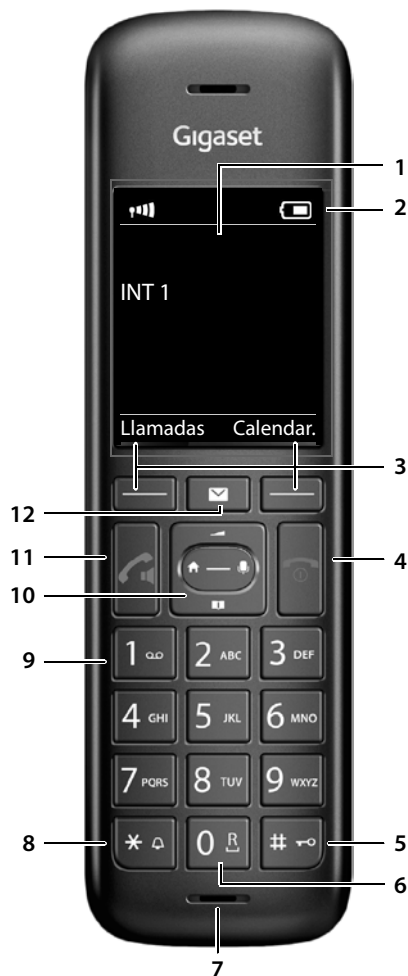 Gigaset
1
2
INT 1
Llamadas Calendar.
3
12
11
4
10
9
1 2 ABC 3 DEF
4 GHI 5 JKL 6 MNO
7 PQRS 8 TUV 9 WXYZ
8
* 0 R #
5
6
7